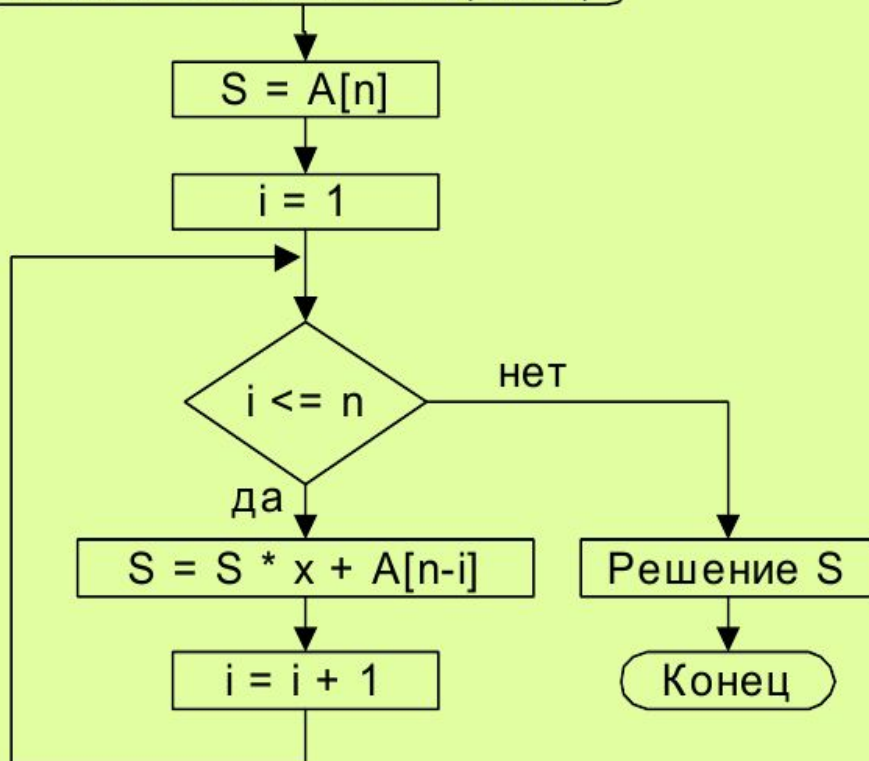 S = A[n]
i = 1
i <= n
нет
да
S = S * x + A[n-i]
Решение S
i = i + 1
Конец